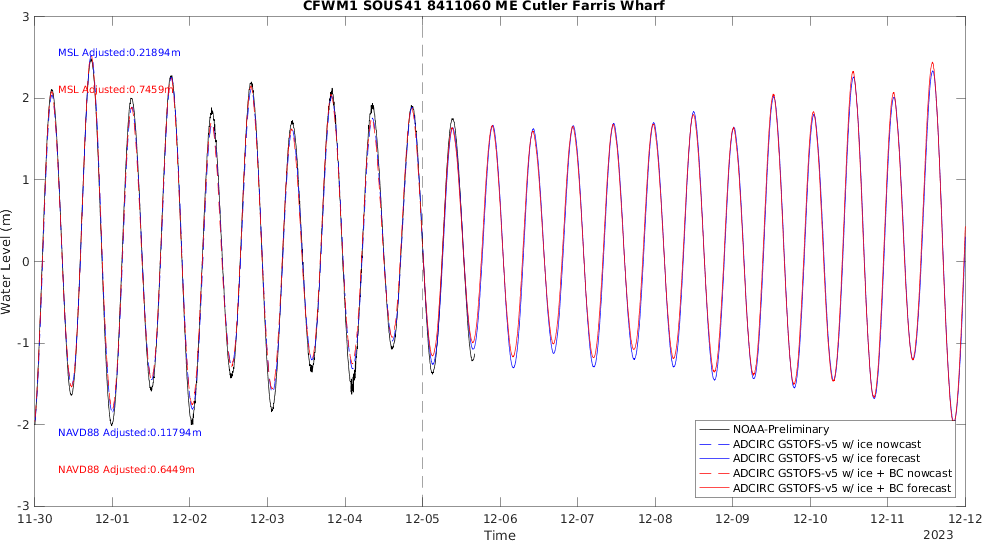 CFWM1 SOUS41 8411060 ME Cutler Farris Wharf
3
2
1
0
-1
-2
-3
Water Level (m)
MSL Adjusted:0.21894m
MSL Adjusted:0.7459m
NAVD88 Adjusted:0.11794m
NAVD88 Adjusted:0.6449m
NOAA-Preliminary
ADCIRC GSTOFS-v5 w/ ice nowcast
ADCIRC GSTOFS-v5 w/ ice forecast
ADCIRC GSTOFS-v5 w/ ice + BC nowcast
ADCIRC GSTOFS-v5 w/ ice + BC forecast
11-30 12-01 12-02 12-03 12-04 12-05 12-06 12-07 12-08 12-09 12-10 12-11 12-12
Time
2023